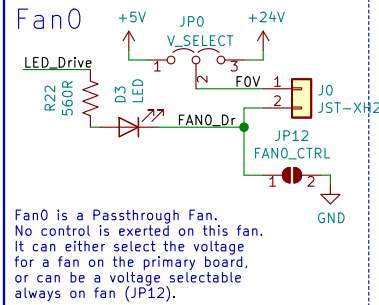 Fan0
+5V
JP0
+24V
V_SELECT
LED_Drive
1
2
3
R22
560R
D3
LED
F0V
1
2
J0
JST-XH2
FAN0_Dr
JP12
FAN0_CTRL
1
2
GND
Fan0 is a Passthrough Fan.
No control is exerted on this fan.
It can either select the voltage
for a fan on the primary board,
or can be a voltage selectable
always on fan (JP12).